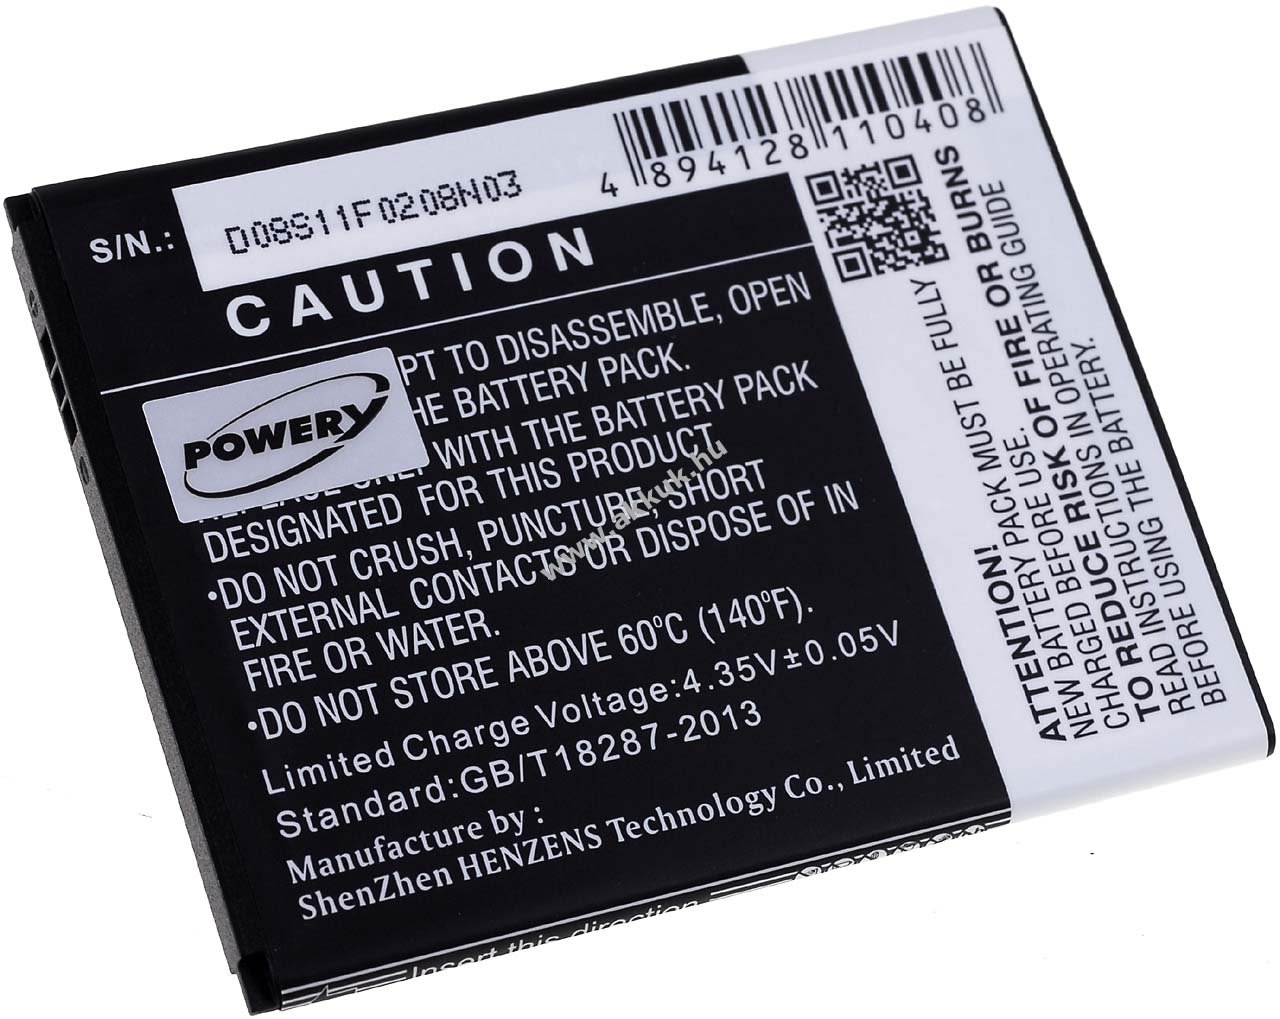 S/N.: D08S11F0208N03
4 894128 110408
CAUTION
PT TO DISASSEMBLE, OPEN
HE BATTERY PACK.
WITH THE BATTERY PACK
DESIGNATED FOR THIS PRODUCT.
•DO NOT CRUSH, PUNCTURE, SHORT
EXTERNAL CONTACTS OR DISPOSE OF IN
FIRE OR WATER.
•DO NOT STORE ABOVE 60°C (140°F).
Limited Charge Voltage:4.35V±0.05V
Standard:GB/T18287-2013
Manufacture by :
ShenZhen HENZENS Technology Co., Limited
Insert this direction
POWERY
www.akkuk.hu
ATTENTION!
NEW BATTERY PACK MUST BE FULLY
CHARGED BEFORE USE.
TO REDUCE RISK OF FIRE OR BURNS
READ INSTRUCTIONS IN OPERATING GUIDE
BEFORE USING THE BATTERY.